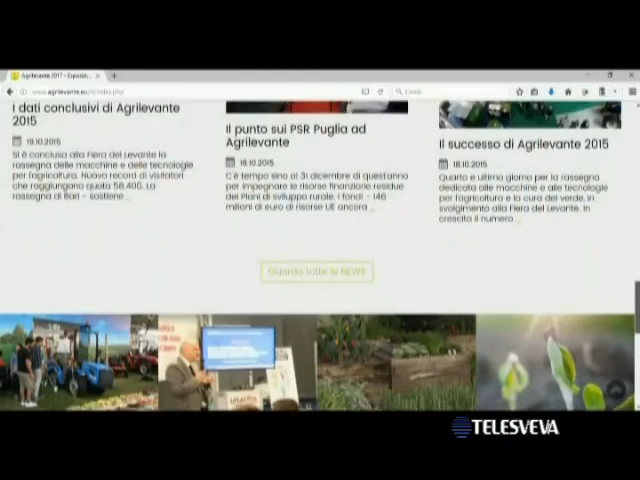 Agrilevante 2017 - Esposiz...
www.agrilevante.eu/it/index.php
Cerca
I dati conclusivi di Agrilevante
2015
19.10.2015
Si è conclusa alla Fiera del Levante la
rassegna delle macchine e delle tecnologie
per l'agricoltura. Nuovo record di visitatori
che raggiungono quota 58.400. La
rassegna di Bari - sostiene ...
Il punto sui PSR Puglia ad
Agrilevante
18.10.2015
C'è tempo sino al 31 dicembre di quest'anno
per impegnare le risorse finanziarie residue
dei Piani di sviluppo rurale. I fondi - 146
milioni di euro di risorse UE ancora ...
Il successo di Agrilevante 2015
18.10.2015
Quarto e ultimo giorno per la rassegna
dedicata alle macchine e alle tecnologie
per l'agricoltura e la cura del verde, in
svolgimento alla Fiera del Levante. In
crescita il numero ...
Guarda tutte le NEWS
TELESVEVA